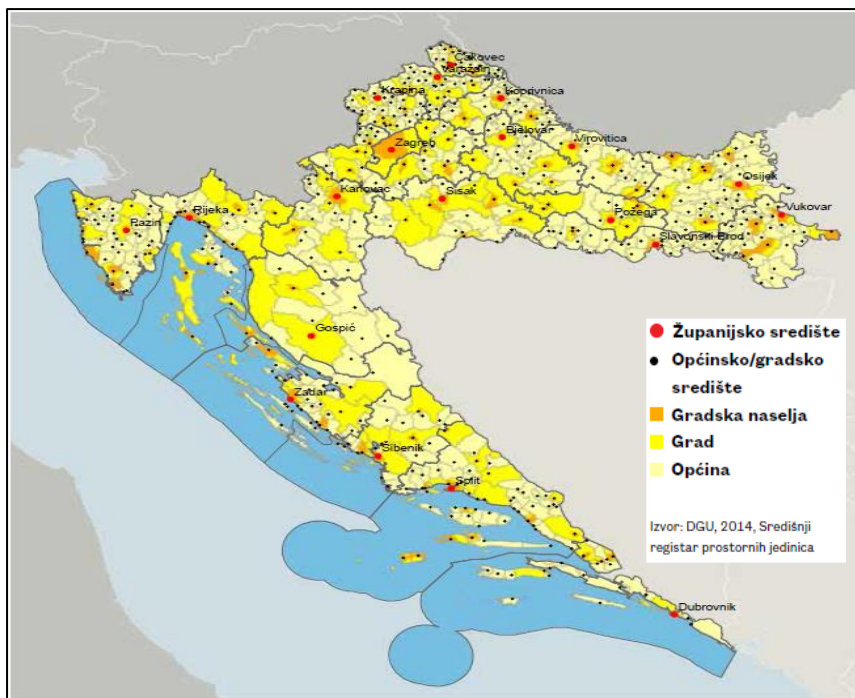 Čakovec
Varaždin
Krapina
Koprivnica
Bjelovar
Virovitica
Zagreb
Osijek
Karlovac
Sisak
Vukovar
Rijeka
Pazin
Požega
Slavonski Brod
Gospić
Zadar
Šibenik
Split
Dubrovnik
Županijsko središte
Općinsko/gradsko
središte
Gradska naselja
Grad
Općina
Izvor: DGU, 2014, Središnji
registar prostornih jedinica